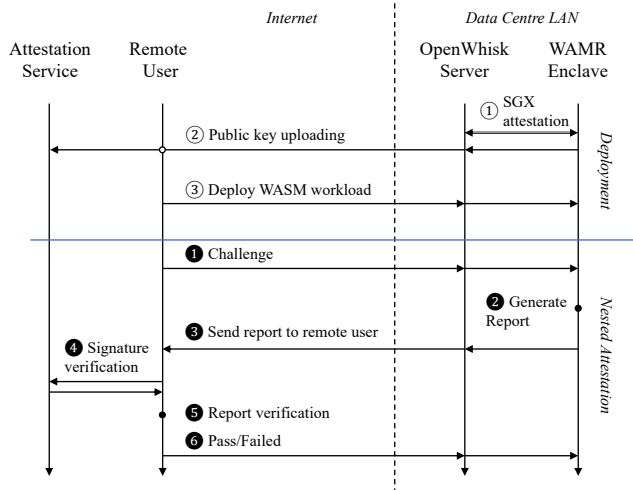 Internet
Data Centre LAN
Attestation
Service
Remote
User
OpenWhisk
Server
WAMR
Enclave
① SGX
attestation
② Public key uploading
Deployment
③ Deploy WASM workload
❶ Challenge
❷ Generate
Report
Nested Attestation
❸ Send report to remote user
❹ Signature
verification
❺ Report verification
❻ Pass/Failed